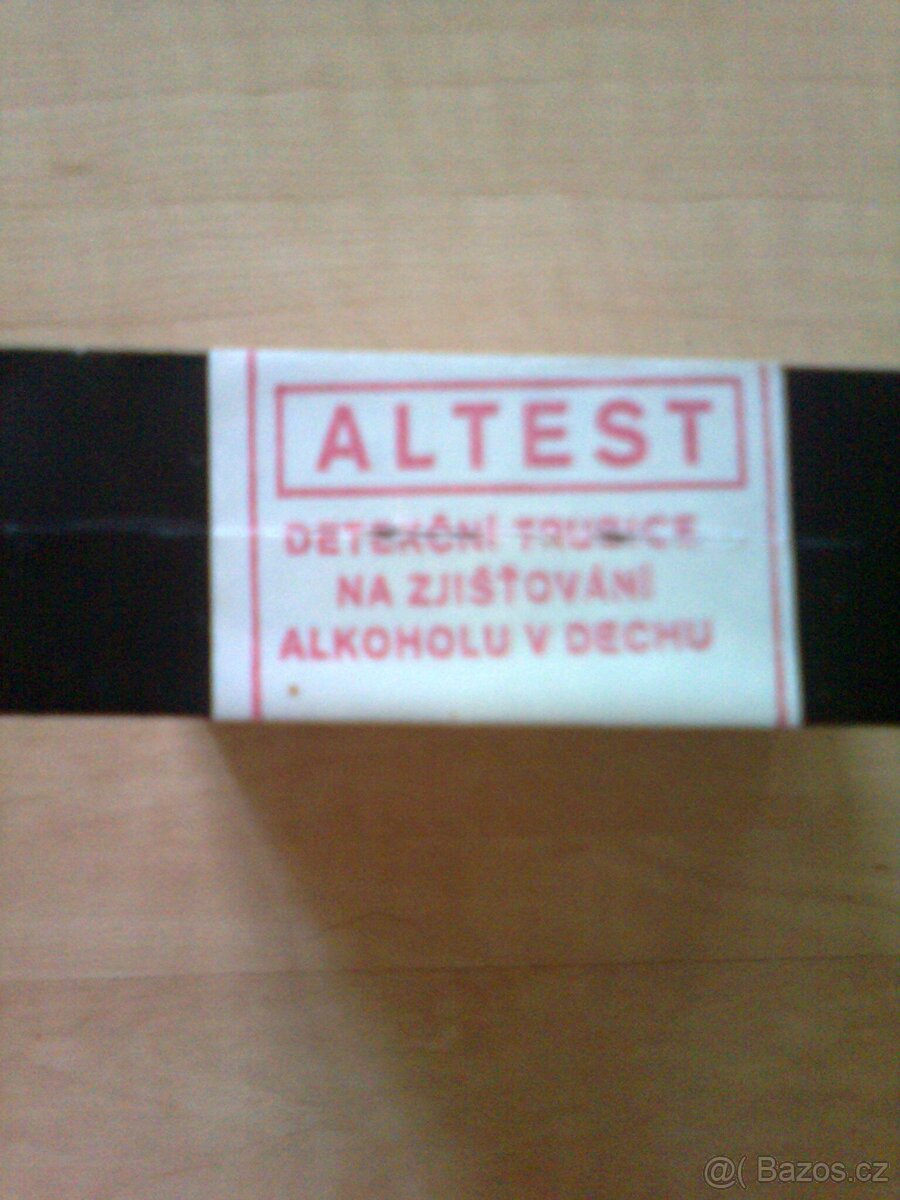 ALTEST
DETEKČNÍ TRUBICE
NA ZJIŠŤOVÁNÍ
ALKOHOLU V DECHU
@( Bazos.cz